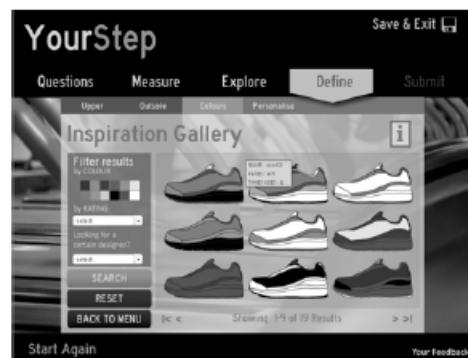 YourStep
Save & Exit
Questions Measure Explore Define Submit
Upper Outsole Colours Personalise
Inspiration Gallery
i
Filter results
by COLOUR
by RATING
select
Looking for a
certain designer?
select
SEARCH
RESET
BACK TO MENU
|< < Showing 1-9 of 19 Results > >|
Start Again
Your Feedback